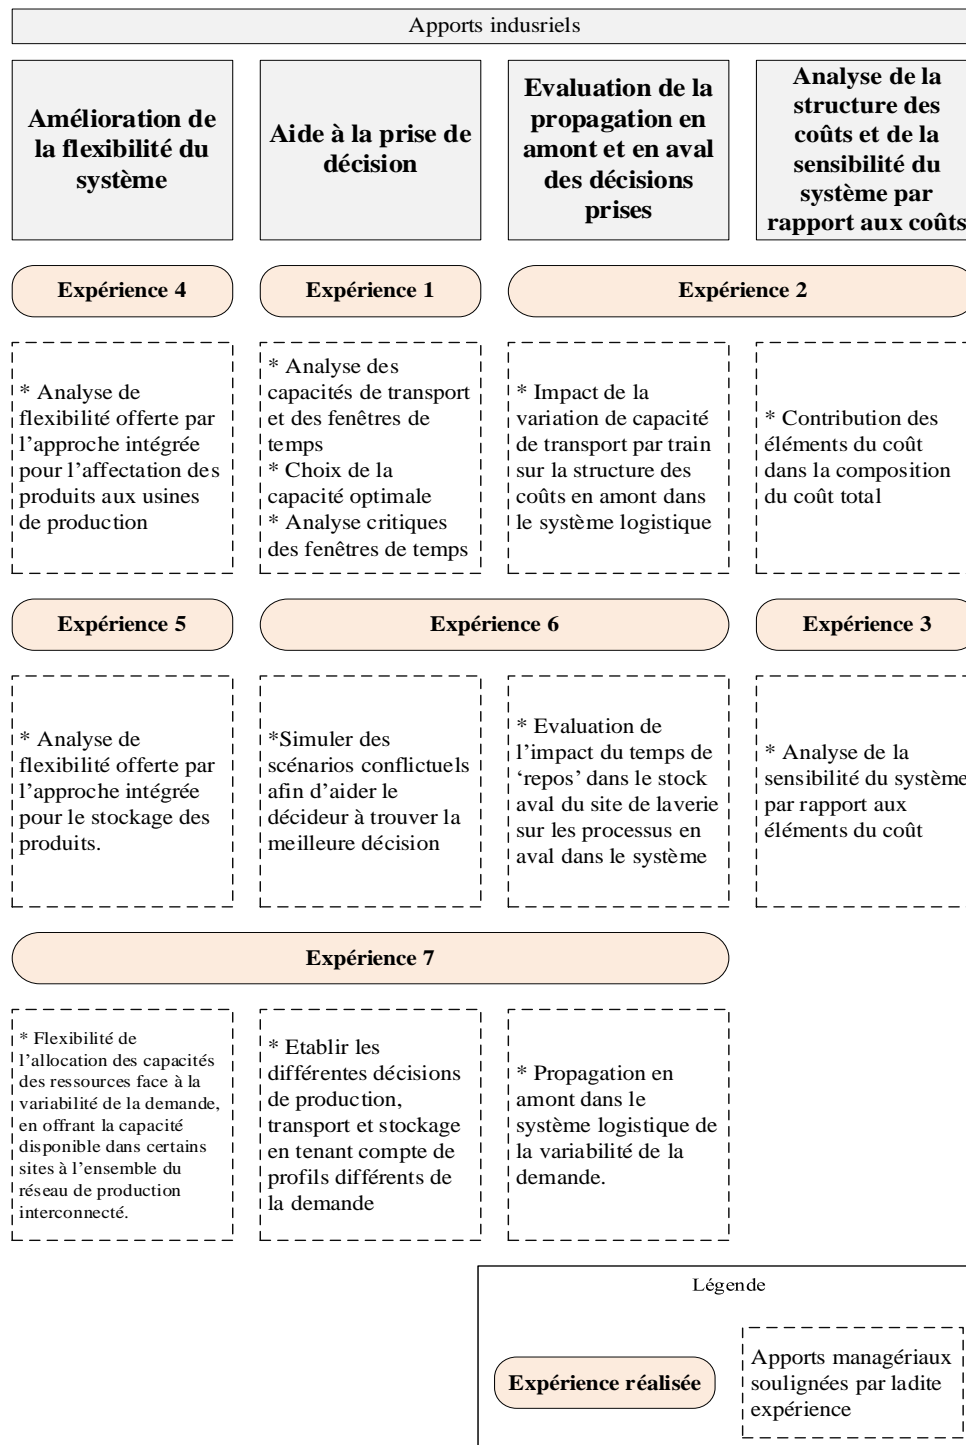 Apports indusriels
Amélioration de
la flexibilité du
système
Aide à la prise de
décision
Evaluation de la
propagation en
amont et en aval
des décisions
prises
Analyse de la
structure des
coûts et de la
sensibilité du
système par
rapport aux coûts
Expérience 4
Expérience 1
Expérience 2
* Analyse de
flexibilité offerte par
l’approche intégrée
pour l’affectation des
produits aux usines
de production
* Analyse des
capacités de transport
et des fenêtres de
temps
* Choix de la
capacité optimale
* Analyse critiques
des fenêtres de temps
* Impact de la
variation de capacité
de transport par train
sur la structure des
coûts en amont dans
le système logistique
* Contribution des
éléments du coût
dans la composition
du coût total
Expérience 5
Expérience 6
Expérience 3
* Analyse de
flexibilité offerte par
l’approche intégrée
pour le stockage des
produits.
*Simuler des
scénarios conflictuels
afin d’aider le
décideur à trouver la
meilleure décision
* Evaluation de
l’impact du temps de
‘repos’ dans le stock
aval du site de laverie
sur les processus en
aval dans le système
* Analyse de la
sensibilité du système
par rapport aux
éléments du coût
Expérience 7
* Flexibilité de
l’allocation des capacités
des ressources face à la
variabilité de la demande,
en offrant la capacité
disponible dans certains
sites à l’ensemble du
réseau de production
interconnecté.
* Etablir les
différentes décisions
de production,
transport et stockage
en tenant compte de
profils différents de
la demande
* Propagation en
amont dans le
système logistique de
la variabilité de la
demande.
Légende
Expérience réalisée
Apports managériaux
soulignées par ladite
expérience